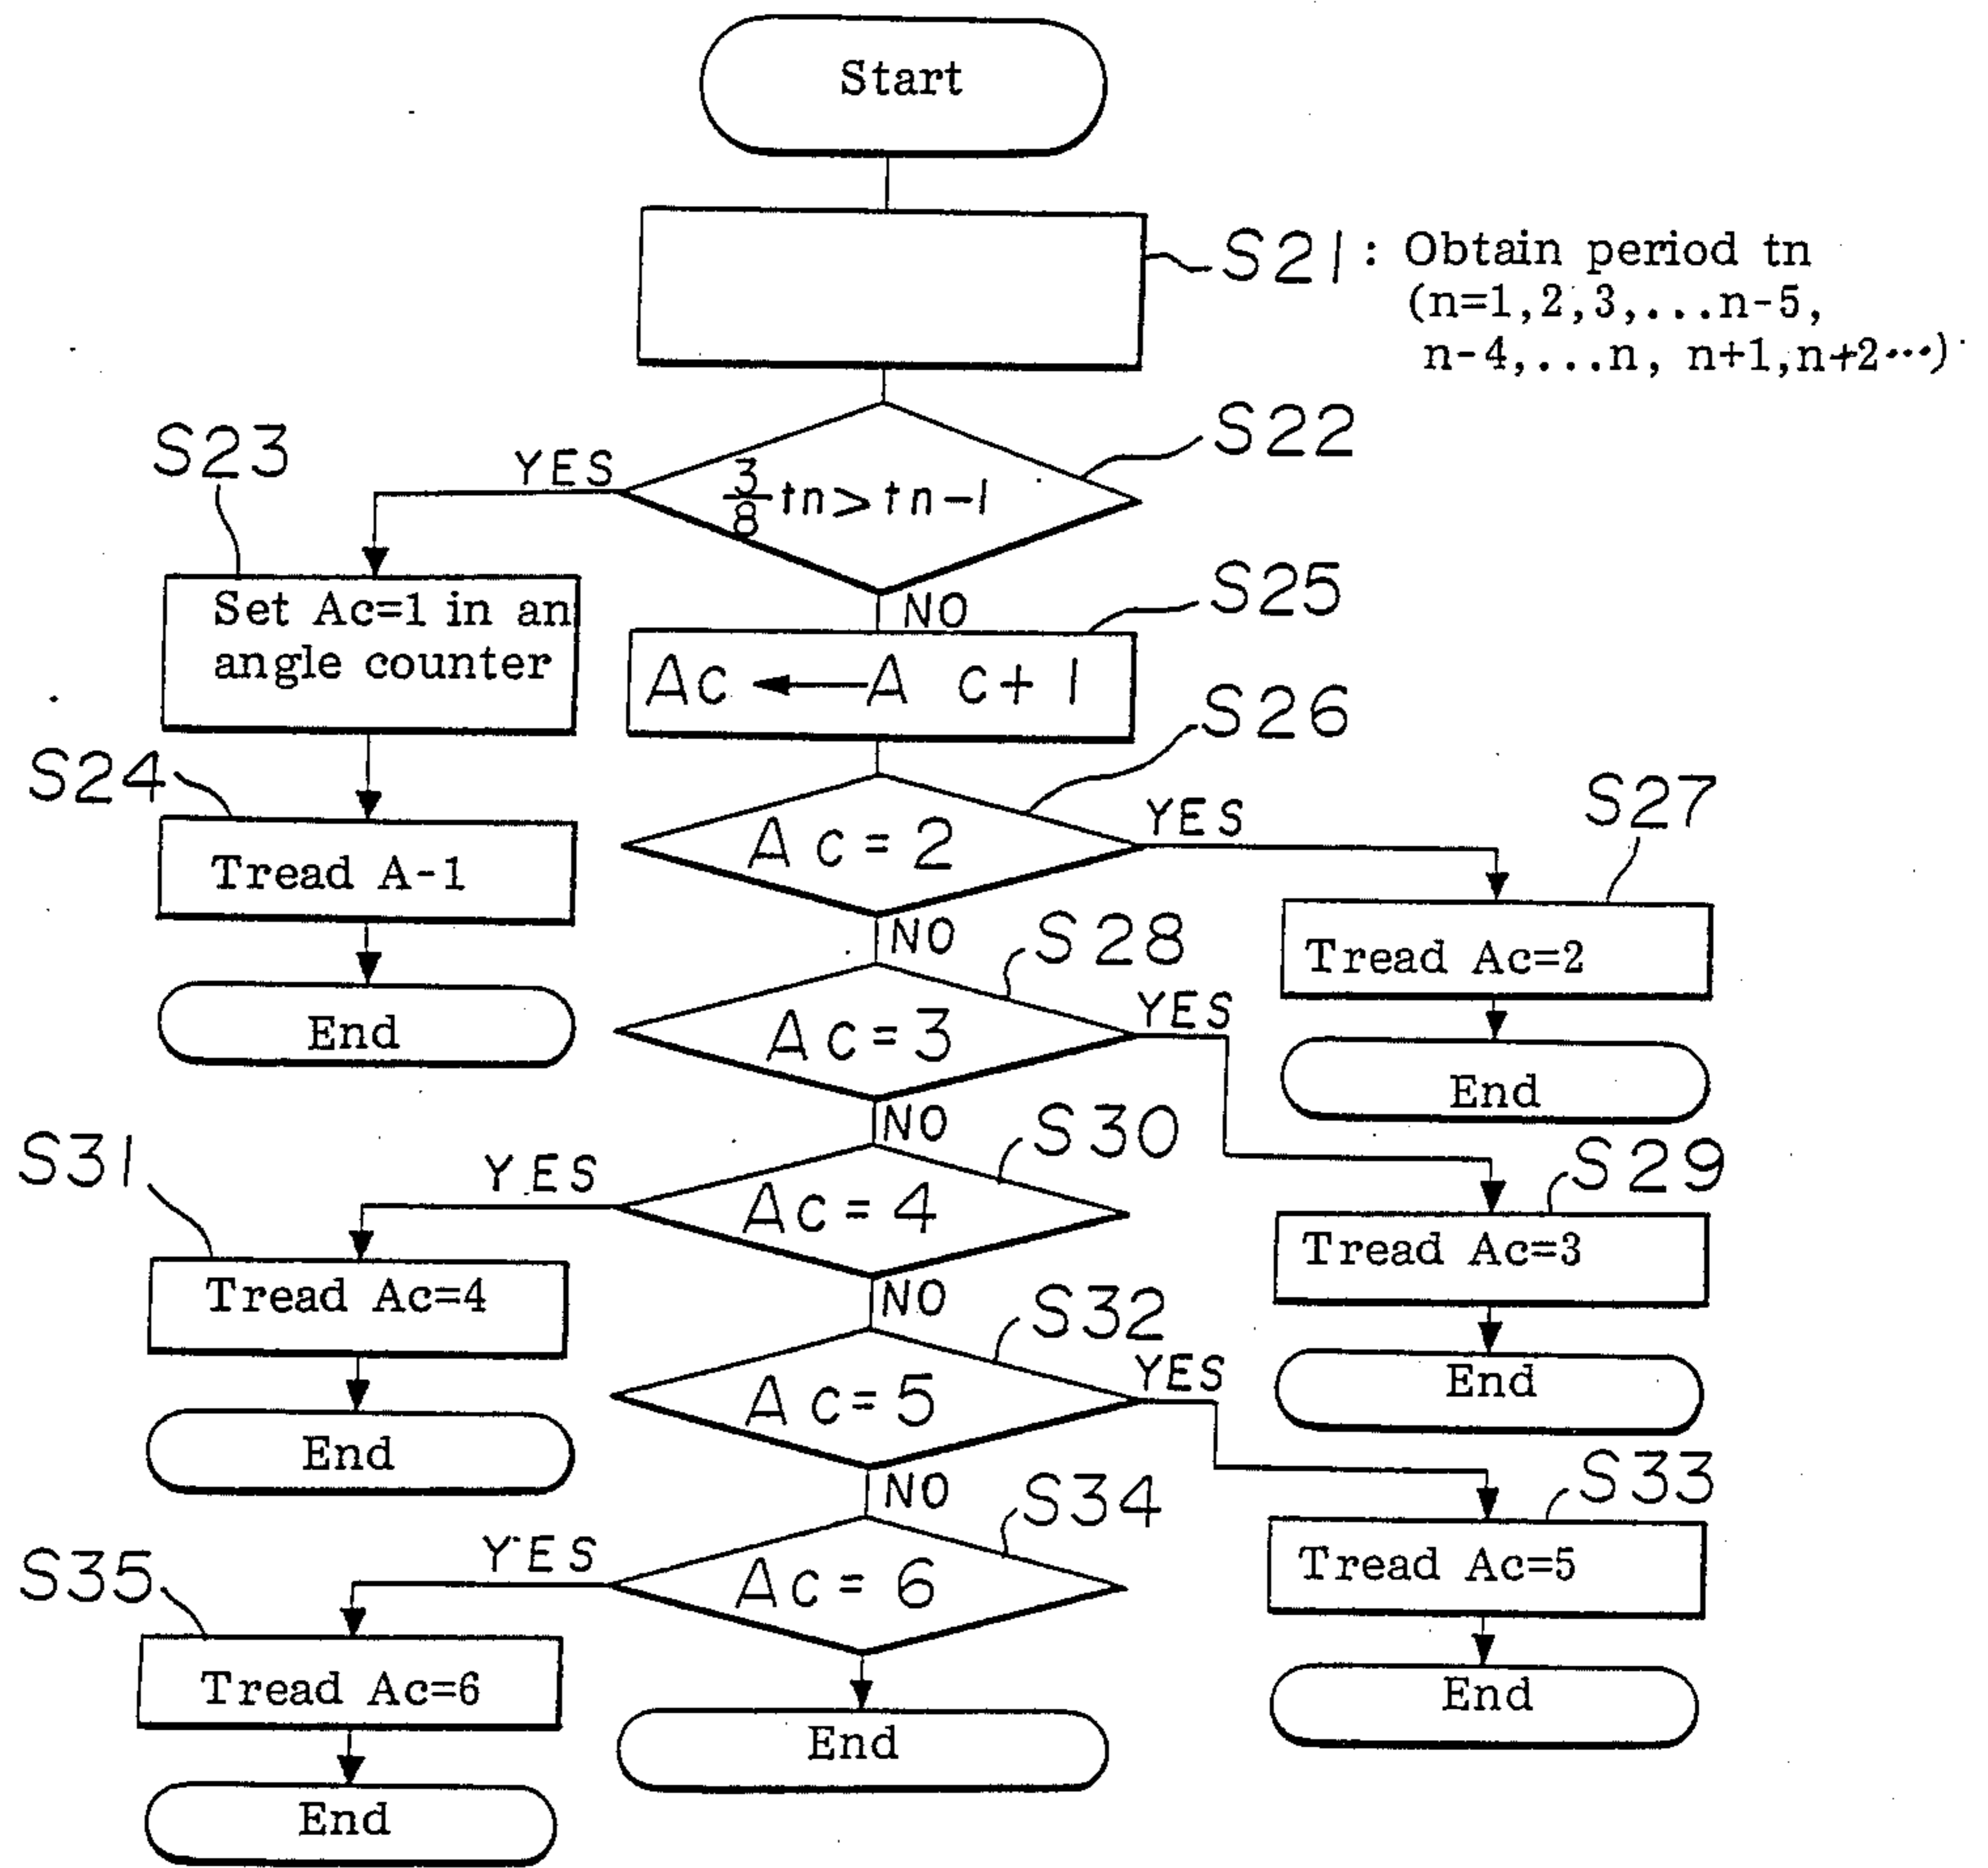 Start
S21: Obtain period tn
(n=1,2,3,...n-5,
n-4,...n, n+1,n+2...)
S22
3/8 tn>tn-1
YES
NO
S23
Set Ac=1 in an
angle counter
S24
Tread A-1
End
S25
Ac ← A c+1
S26
Ac=2
YES
NO
S27
Tread Ac=2
End
S28
Ac=3
YES
NO
S29
Tread Ac=3
End
S30
Ac=4
YES
NO
S31
Tread Ac=4
End
S32
Ac=5
YES
NO
S33
Tread Ac=5
End
S34
Ac=6
YES
S35
Tread Ac=6
End
End